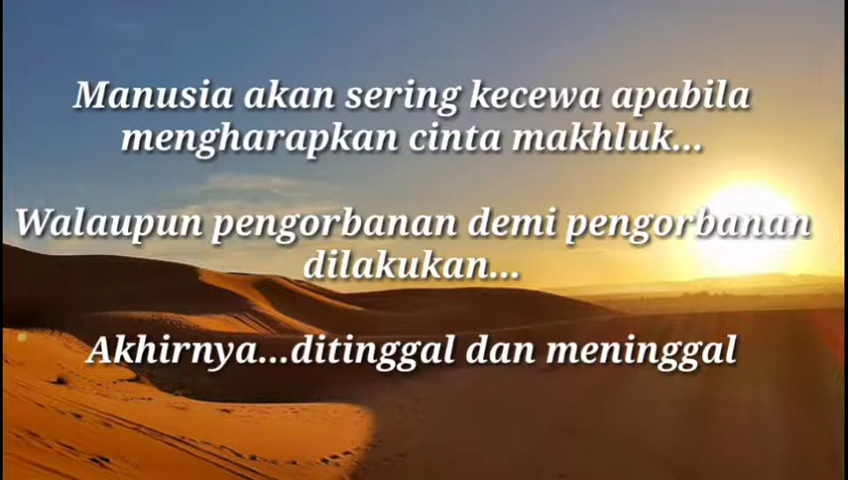 Manusia akan sering kecewa apabila
mengharapkan cinta makhluk...
Walaupun pengorbanan demi pengorbanan
dilakukan...
Akhirnya...ditinggal dan meninggal